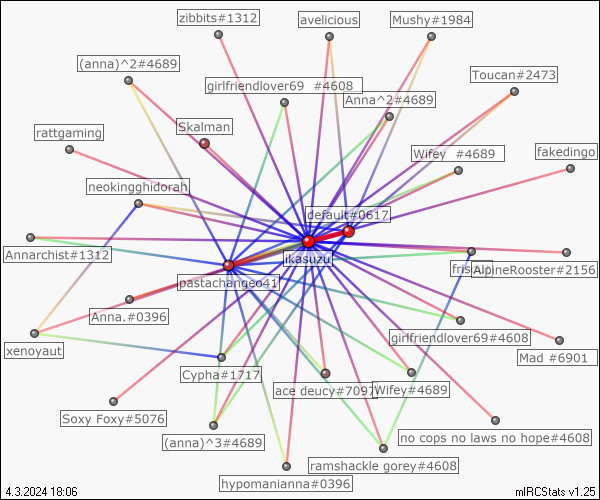 zibbits#1312
avelicious
Mushy#1984
(anna)^2#4689
Toucan#2473
girlfriendlover69 #4608
Anna^2#4689
Skalman
rattgaming
Wifey #4689
fakedingo
neokingghidorah
default#0617
Annarchist#1312
ikasuzu
AlpineRooster#2156
pastachangeo41
Anna.#0396
girlfriendlover69#4608
xenoyaut
Mad #6901
Cypha#1717
ace deucy#7097
Wifey#4689
Soxy Foxy#5076
no cops no laws no hope#4608
(anna)^3#4689
ramshackle gorey#4608
hypomanianna#0396
4.3.2024 18:06
mIRCStats v1.25